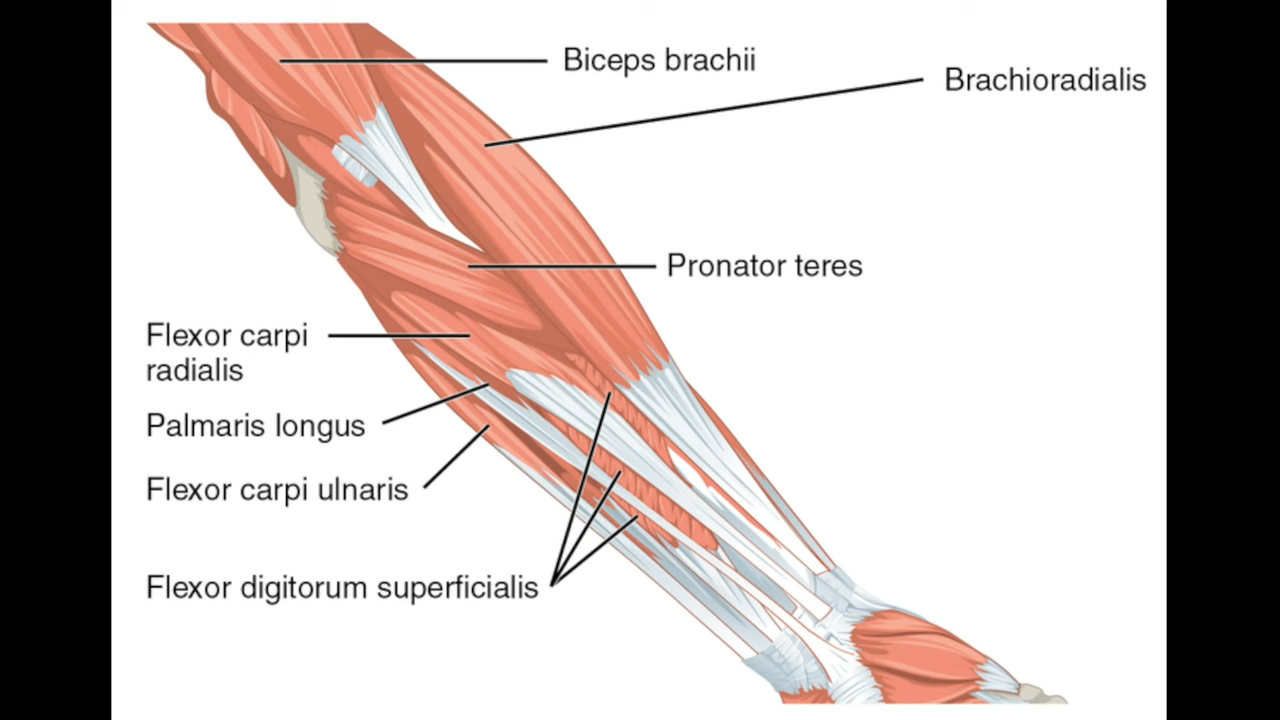 Biceps brachii
Brachioradialis
Pronator teres
Flexor carpi
radialis
Palmaris longus
Flexor carpi ulnaris
Flexor digitorum superficialis